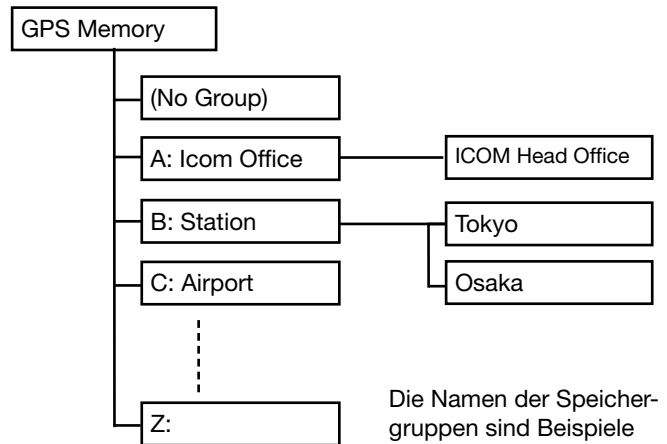 GPS Memory
(No Group)
A: Icom Office
ICOM Head Office
B: Station
Tokyo
C: Airport
Osaka
Z:
Die Namen der Speicher-
gruppen sind Beispiele